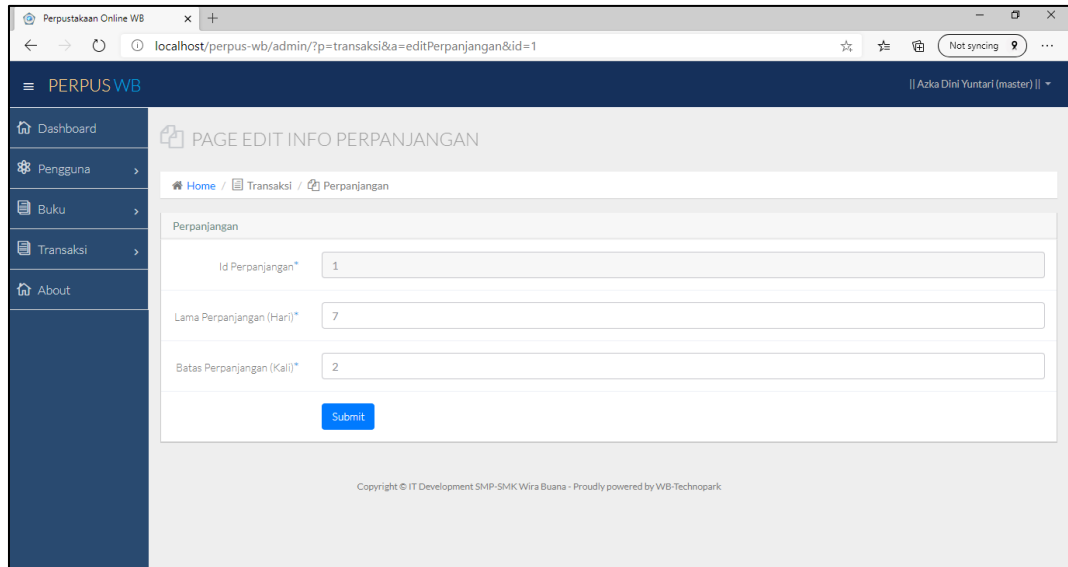 Perpustakaan Online WB
localhost/perpus-wb/admin/?p=transaksi&a=editPerpanjangan&id=1
Not syncing
PERPUS WB
|| Azka Dini Yuntari (master) ||
Dashboard
Pengguna
Buku
Transaksi
About
PAGE EDIT INFO PERPANJANGAN
Home / Transaksi / Perpanjangan
Perpanjangan
Id Perpanjangan* 1
Lama Perpanjangan (Hari)* 7
Batas Perpanjangan (Kali)* 2
Submit
Copyright © IT Development SMP-SMK Wira Buana - Proudly powered by WB-Technopark